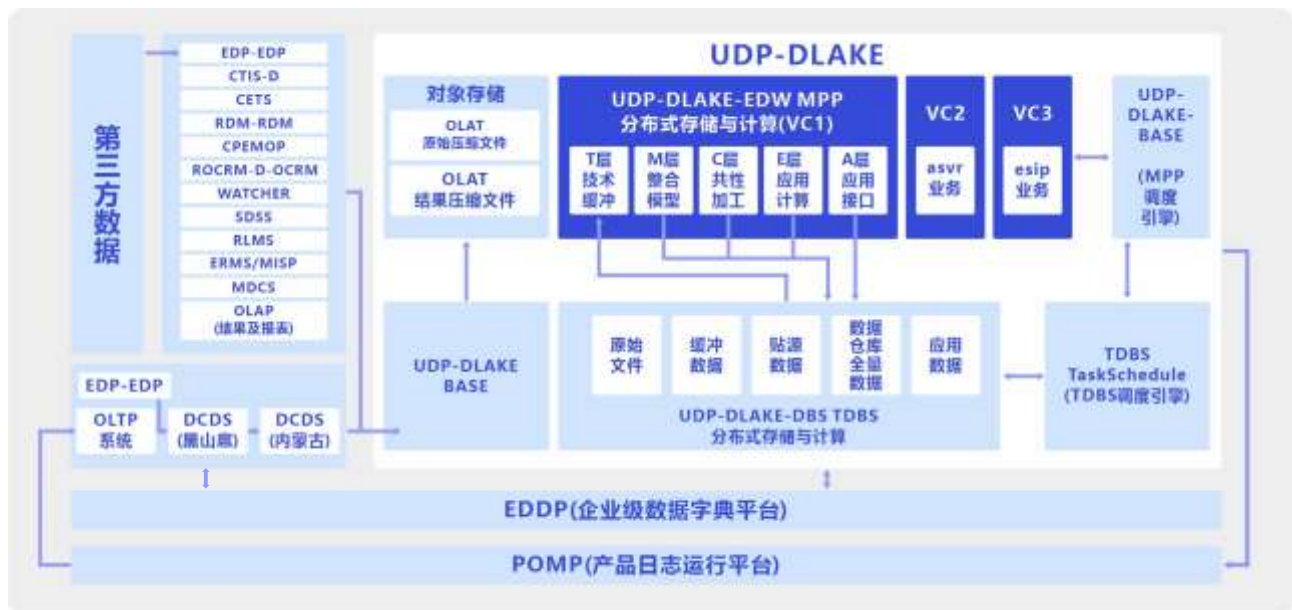 第三方数据
EDP-EDP
CTIS-D
CETS
RDM-RDM
CPEMOP
ROCRM-D-OCRM
WATCHER
SDSS
RLMS
ERMS/MISP
MDCS
OLAP
(结果及报表)
EDP-EDP
OLTP
系统
DCDS
(黑山扈)
DCDS
(内蒙古)
UDP-DLAKE
对象存储
OLAT
原始压缩文件
OLAT
结果压缩文件
UDP-DLAKE-EDW MPP
分布式存储与计算(VC1)
T层
技术
缓冲
M层
整合
模型
C层
共性
加工
E层
应用
计算
A层
应用
接口
VC2
asvr
业务
VC3
esip
业务
UDP-
DLAKE-
BASE
(MPP
调度
引擎)
UDP-DLAKE
BASE
原始
文件
缓冲
数据
贴源
数据
数据
仓库
全量
数据
应用
数据
UDP-DLAKE-DBS TDBS
分布式存储与计算
TDBS
TaskSchedule
(TDBS调度引擎)
EDDP(企业级数据字典平台)
POMP(产品日志运行平台)